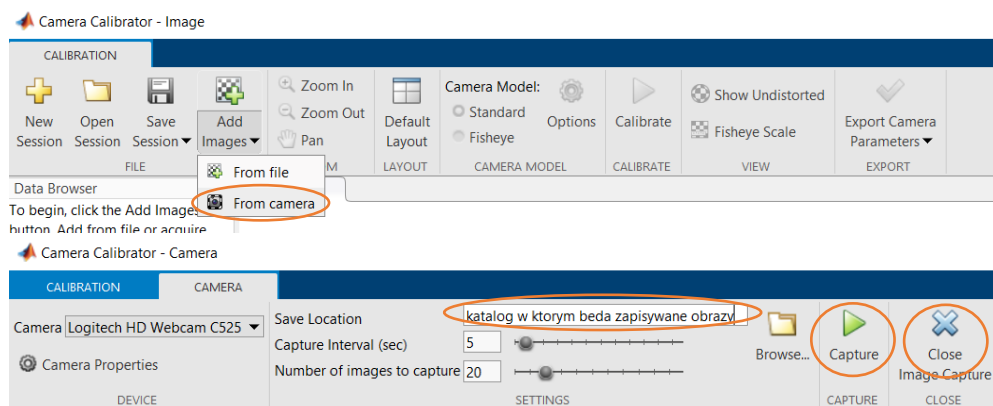 Camera Calibrator - Image
CALIBRATION
New Session
Open Session
Save Session
Add Images
Zoom In
Zoom Out
Pan
Default Layout
Camera Model:
Standard
Fisheye
Options
Calibrate
Show Undistorted
Fisheye Scale
Export Camera Parameters
FILE
M
LAYOUT
CAMERA MODEL
CALIBRATE
VIEW
EXPORT
From file
From camera
Data Browser
To begin, click the Add Images
button. Add from file or acquire
Camera Calibrator - Camera
CALIBRATION
CAMERA
Camera Logitech HD Webcam C525
Camera Properties
DEVICE
Save Location katalog w ktorym beda zapisywane obrazy
Capture Interval (sec) 5
Number of images to capture 20
Browse...
SETTINGS
Capture
CAPTURE
Close
Image Capture
CLOSE